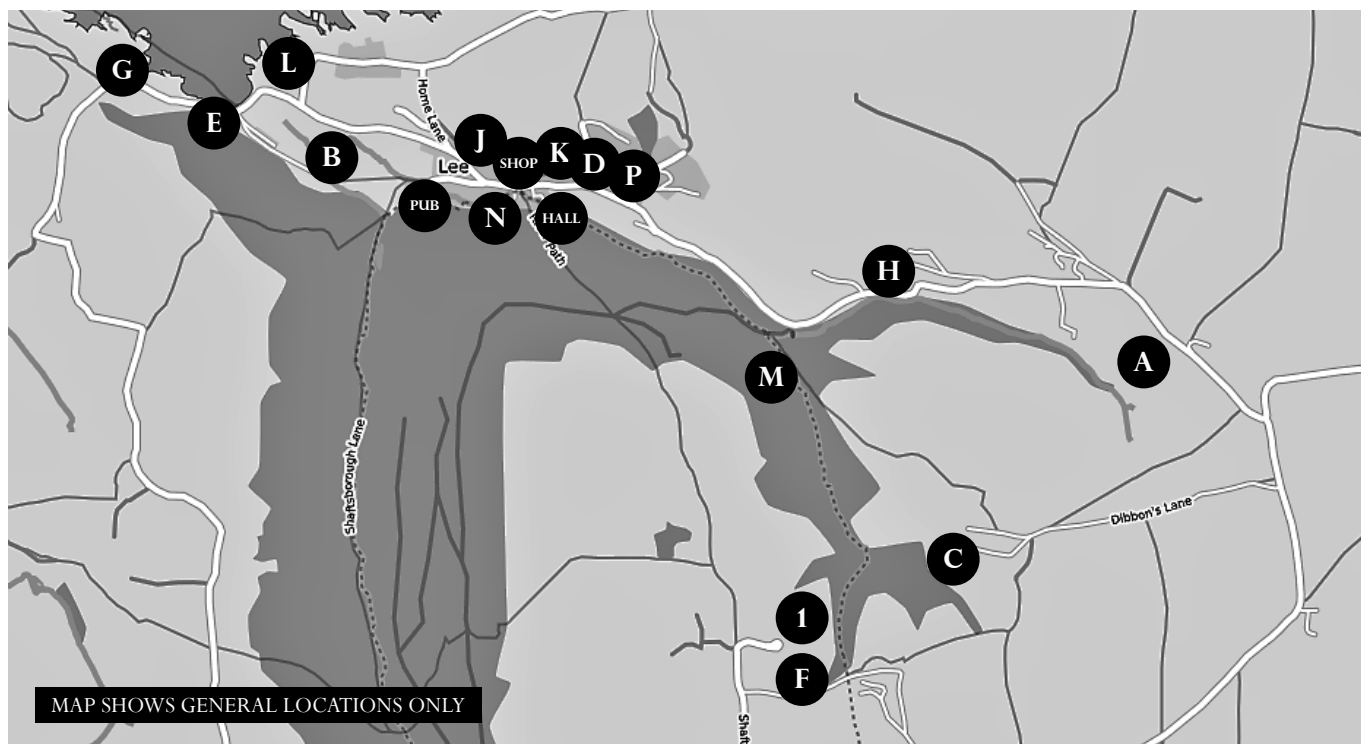 L
G
Home Lane
E
J
K
B
SHOP
D
Lee
P
PUB
N
HALL
Path
H
A
M
Shaftsborough Lane
Dibbon's Lane
C
1
F
MAP SHOWS GENERAL LOCATIONS ONLY